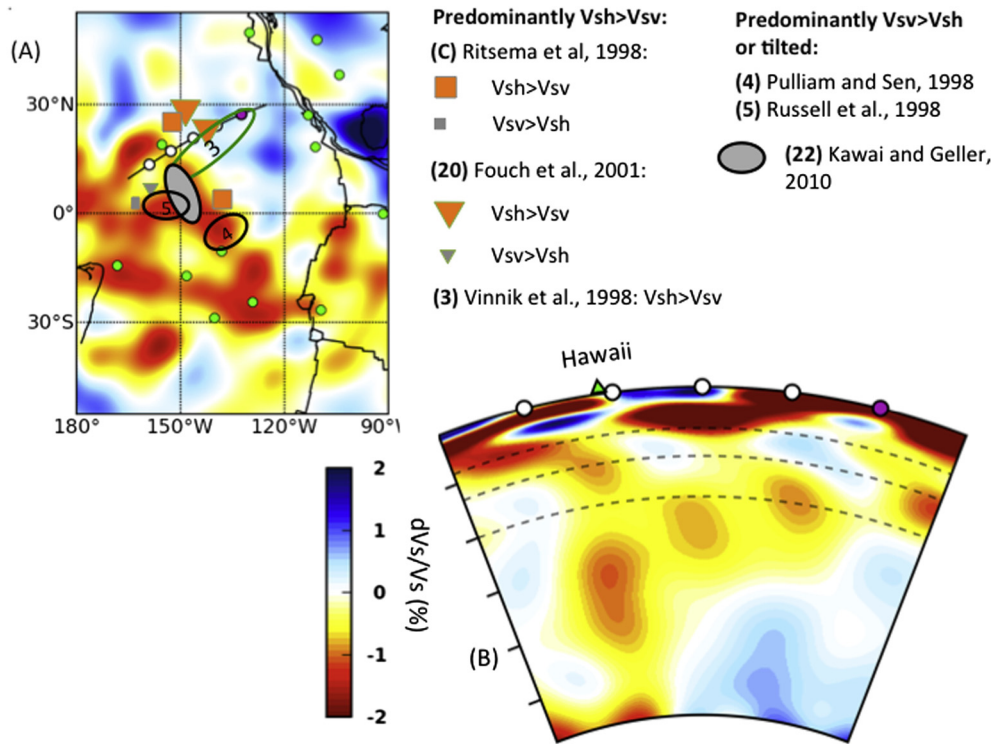 (A)
30°N
0°
30°S
180°
150°W
120°W
90°\
3
5
4
Predominantly Vsh>Vsv:
(C) Ritsema et al, 1998:
Vsh>Vsv
Vsv>Vsh
(20) Fouch et al., 2001:
Vsh>Vsv
Vsv>Vsh
(3) Vinnik et al., 1998: Vsh>Vsv
Predominantly Vsv>Vsh
or tilted:
(4) Pulliam and Sen, 1998
(5) Russell et al., 1998
(22) Kawai and Geller,
2010
2
1
0
-1
-2
dVs/Vs (%)
Hawaii
(B)